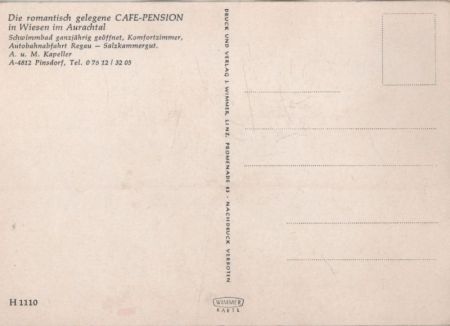 Die romantisch gelegene CAFE-PENSION
in Wiesen im Aurachtal
Schwimmbad ganzjährig geöffnet, Komfortzimmer,
Autobahnabfahrt Regau — Salzkammergut.
A. u. M. Kapeller
A-4812 Pinsdorf, Tel. 0 76 12 / 32 05
DRUCK UND VERLAG J. WIMMER, LINZ, PROMENADE 23 - NACHDRUCK VERBOTEN
H 1110
WIMMER
KARTE